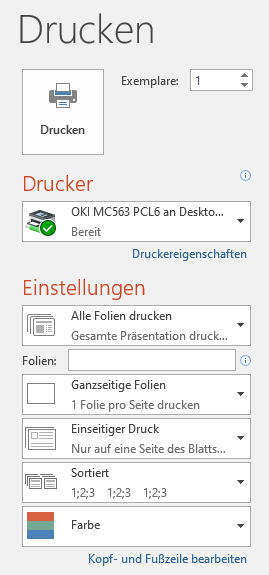 Drucken
Exemplare: 1
Drucken
Drucker
OKI MC563 PCL6 an Deskto...
Bereit
Druckereigenschaften
Einstellungen
Alle Folien drucken
Gesamte Präsentation druck...
Folien:
Ganzseitige Folien
1 Folie pro Seite drucken
Einseitiger Druck
Nur auf eine Seite des Blatts...
Sortiert
1;2;3 1;2;3 1;2;3
Farbe
Kopf- und Fußzeile bearbeiten